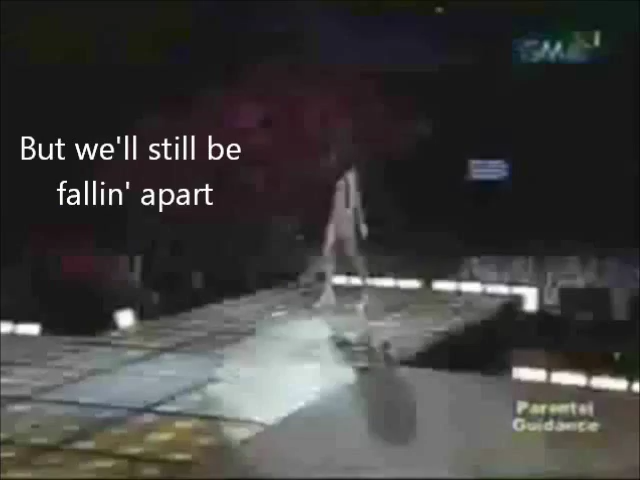 GMA
But we'll still be
fallin' apart
Parental
Guidance